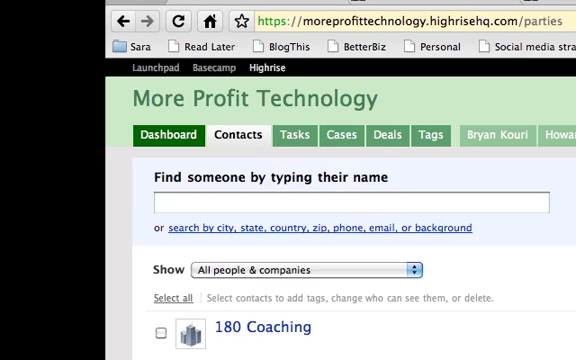 https://moreprofittechnology.highrisehq.com/parties
Sara Read Later BlogThis BetterBiz Personal Social media stra
Launchpad Basecamp Highrise
More Profit Technology
Dashboard Contacts Tasks Cases Deals Tags Bryan Kouri Howar
Find someone by typing their name
or search by city, state, country, zip, phone, email, or background
Show All people & companies
Select all Select contacts to add tags, change who can see them, or delete.
180 Coaching